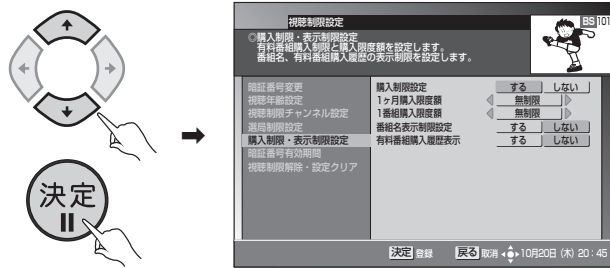 決定
視聴制限設定
BS 101
◎購入制限・表示制限設定
有料番組購入制限と購入限度額を設定します。
番組名、有料番組購入履歴の表示制限を設定します。
暗証番号変更
視聴年齢設定
視聴制限チャンネル設定
選局制限設定
購入制限・表示制限設定
暗証番号有効期間
視聴制限解除・設定クリア
購入制限設定 する しない
1ヶ月購入限度額 無制限
1番組購入限度額 無制限
番組名表示制限設定 する しない
有料番組購入履歴表示 する しない
決定 登録 戻る 取消 10月20日 (木) 20:45